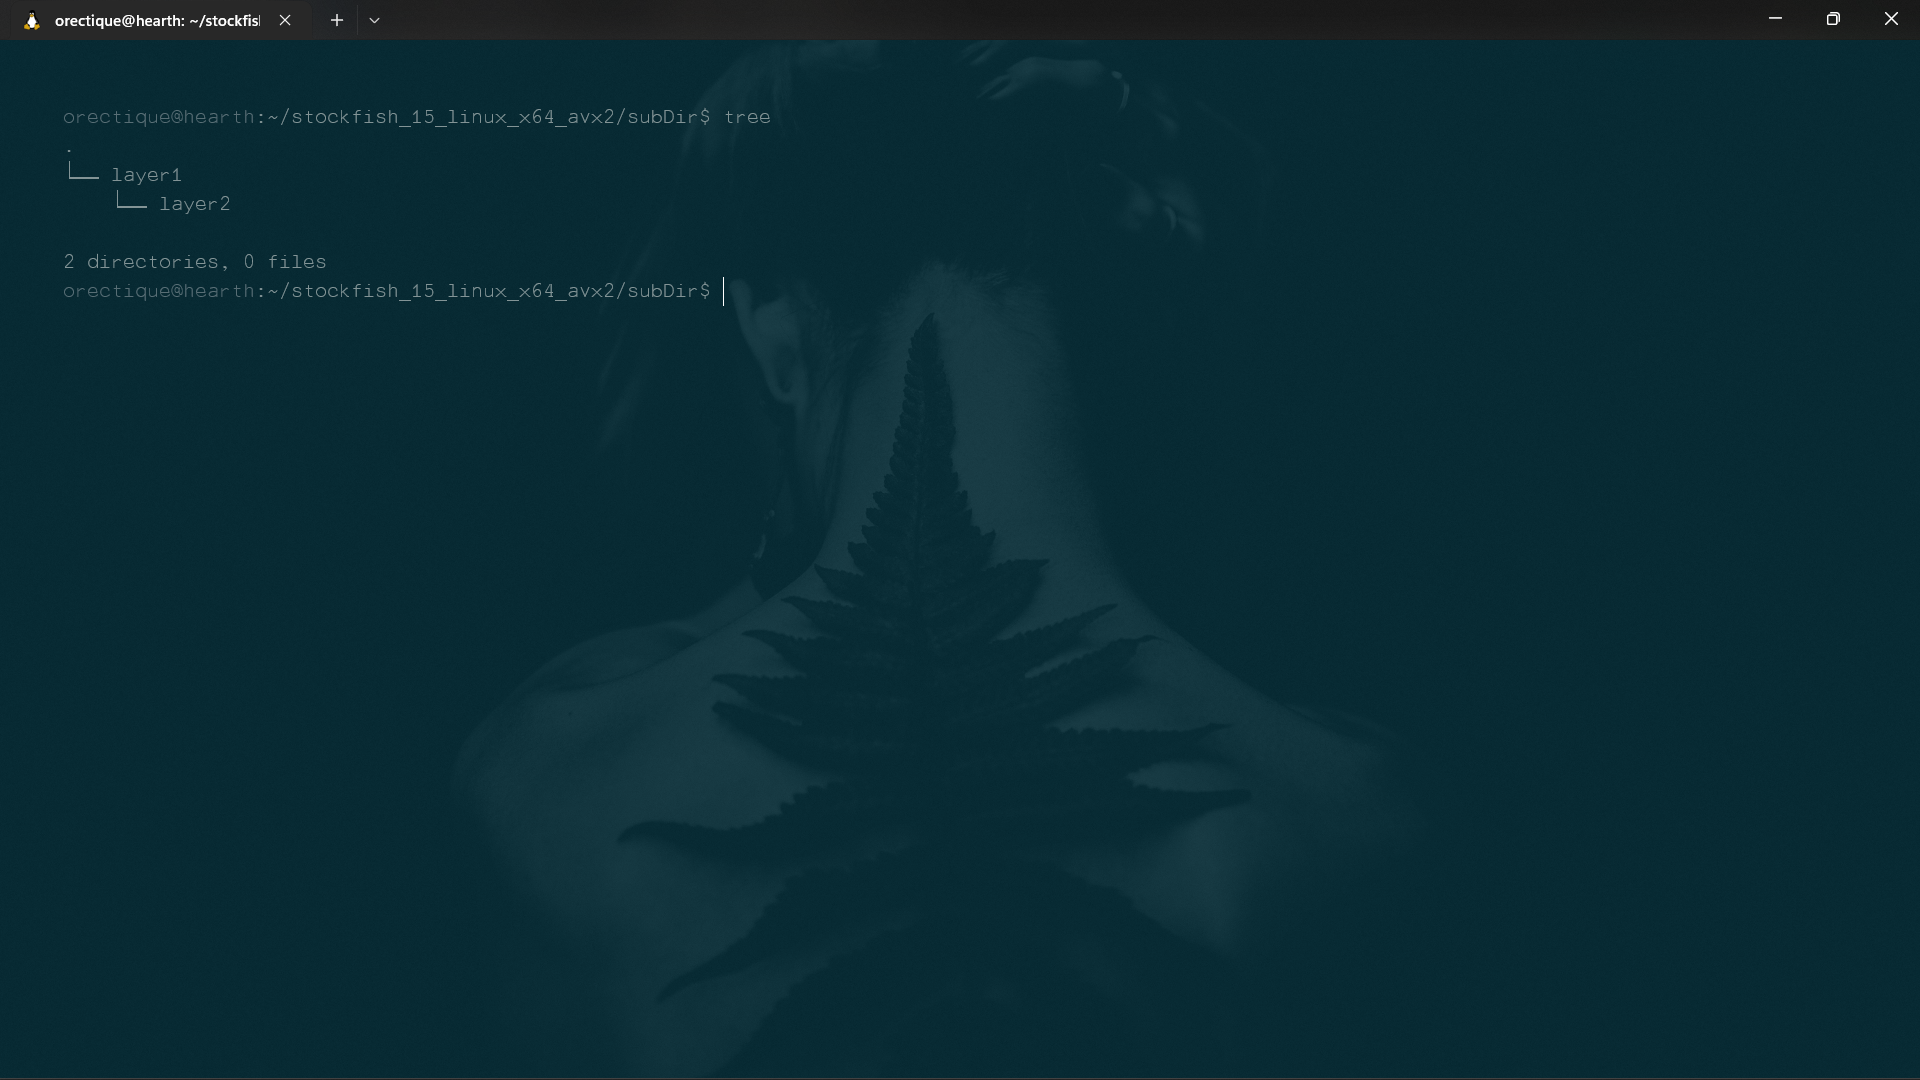 orectique@hearth: ~/stockfis
orectique@hearth:~/stockfish_15_linux_x64_avx2/subDir$ tree
.
└── layer1
    └── layer2
2 directories, 0 files
orectique@hearth:~/stockfish_15_linux_x64_avx2/subDir$